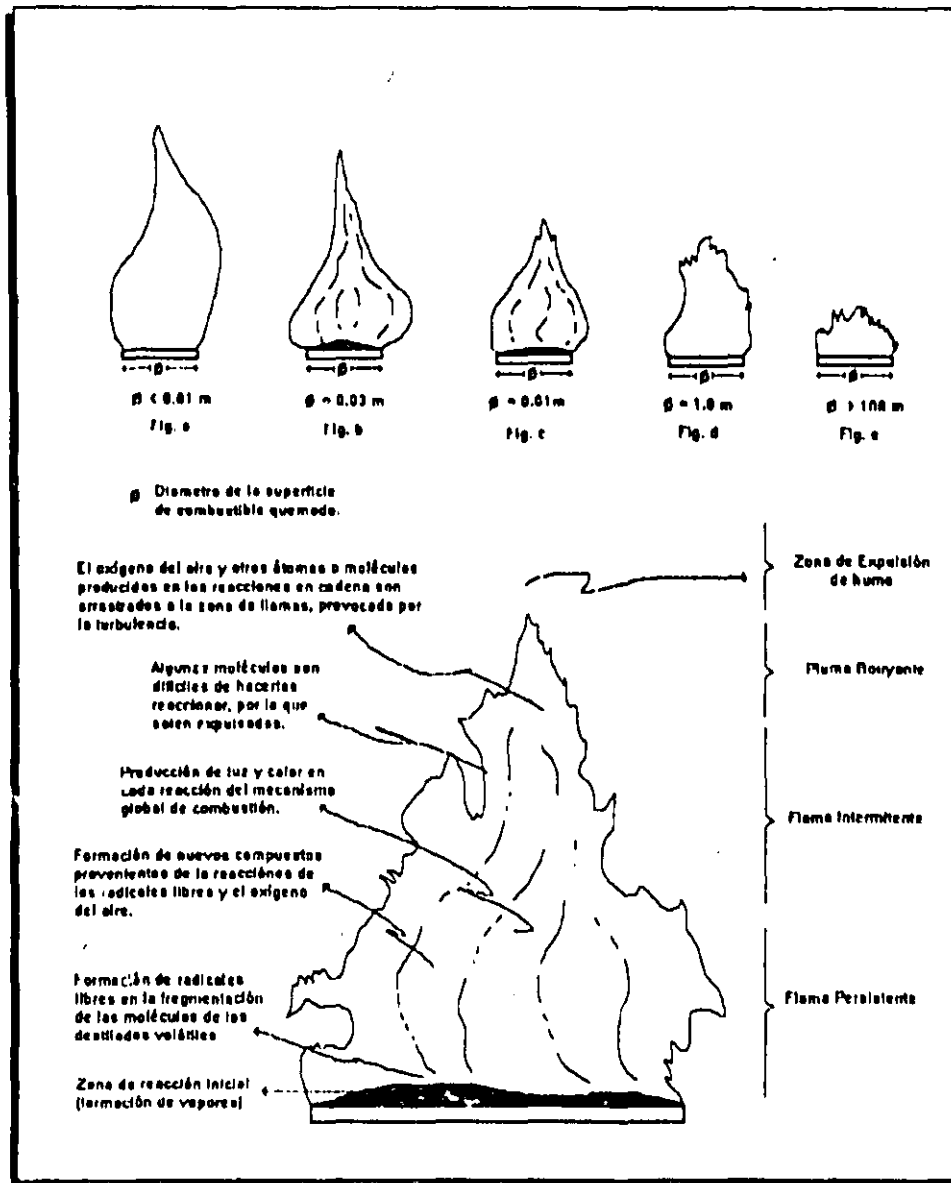 Ø Ø Ø Ø Ø
Ø < 0.01 m Ø = 0.03 m Ø = 0.01m Ø = 1.0 m Ø > 100 m
Fig. a Fig. b Fig. c Fig. d Fig. e
Ø Diametro de la superficie
de combustible quemado.
El oxígeno del aire y otros átomos o moléculas
producidos en las reacciones en cadena son
arrastrados a la zona de llamas, provocada por
la turbulencia.
Algunas moléculas son
difíciles de hacerlas
reaccionar, por lo que
salen expulsadas.
Producción de luz y calor en
cada reacción del mecanismo
global de combustión.
Formación de nuevos compuestos
provenientes de la reacciónes de
los radicales libres y el oxígeno
del aire.
Formación de radicales
libres en la fragmentación
de las moléculas de los
destilados volátiles
Zona de reacción inicial
(formación de vapores)
Zona de Expulsión
de humo
Pluma
Flama Intermitente
Flama Persistente